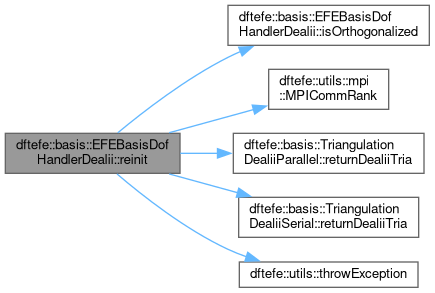 dftefe::basis::EFEBasisDof
HandlerDealii::reinit
dftefe::basis::EFEBasisDof
HandlerDealii::isOrthogonalized
dftefe::utils::mpi
::MPICommRank
dftefe::basis::Triangulation
DealiiParallel::returnDealiiTria
dftefe::basis::Triangulation
DealiiSerial::returnDealiiTria
dftefe::utils::throwException